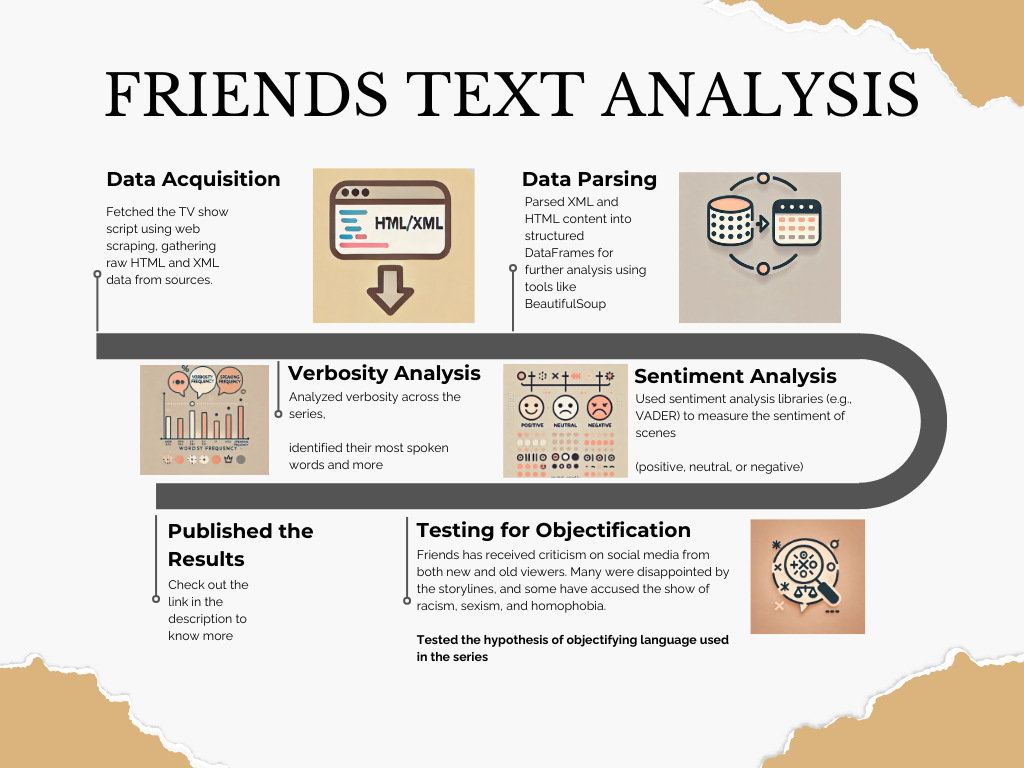 FRIENDS TEXT ANALYSIS
Data Acquisition
Fetched the TV show
script using web
scraping, gathering
raw HTML and XML
data from sources.
HTML/XML
Data Parsing
Parsed XML and
HTML content into
structured
DataFrames for
further analysis using
tools like
BeautifulSoup
%
VERBOSITY
FREQUENCY
SPEAKING
FREQUENCY
WORDSY FREQUENCY
Verbosity Analysis
Analyzed verbosity across the
series,
identified their most spoken
words and more
POSITIVE NEUTRAL NEGATIVE
Sentiment Analysis
Used sentiment analysis libraries (e.g.,
VADER) to measure the sentiment of
scenes
(positive, neutral, or negative)
Published the
Results
Check out the
link in the
description to
know more
Testing for Objectification
Friends has received criticism on social media from
both new and old viewers. Many were disappointed by
the storylines, and some have accused the show of
racism, sexism, and homophobia.
Tested the hypothesis of objectifying language used
in the series